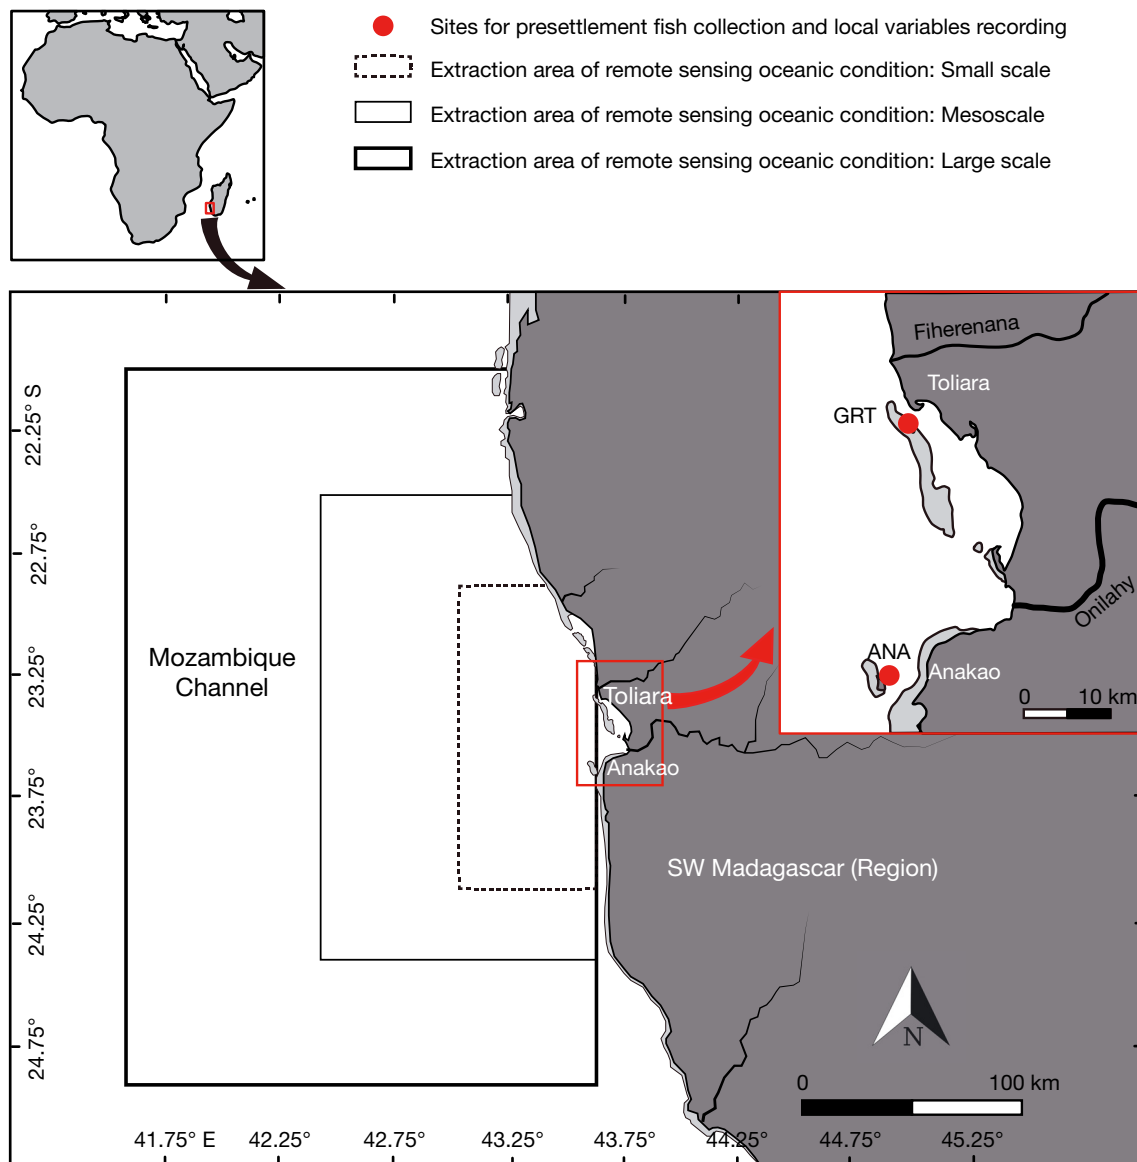 Sites for presettlement fish collection and local variables recording
Extraction area of remote sensing oceanic condition: Small scale
Extraction area of remote sensing oceanic condition: Mesoscale
Extraction area of remote sensing oceanic condition: Large scale
Fiherenana
Toliara
GRT
Onilahy
ANA
Anakao
0 10 km
22.25° S
22.75°
23.25°
23.75°
24.25°
24.75°
Mozambique
Channel
Toliara
Anakao
SW Madagascar (Region)
N
0 100 km
41.75° E 42.25° 42.75° 43.25° 43.75° 44.25° 44.75° 45.25°